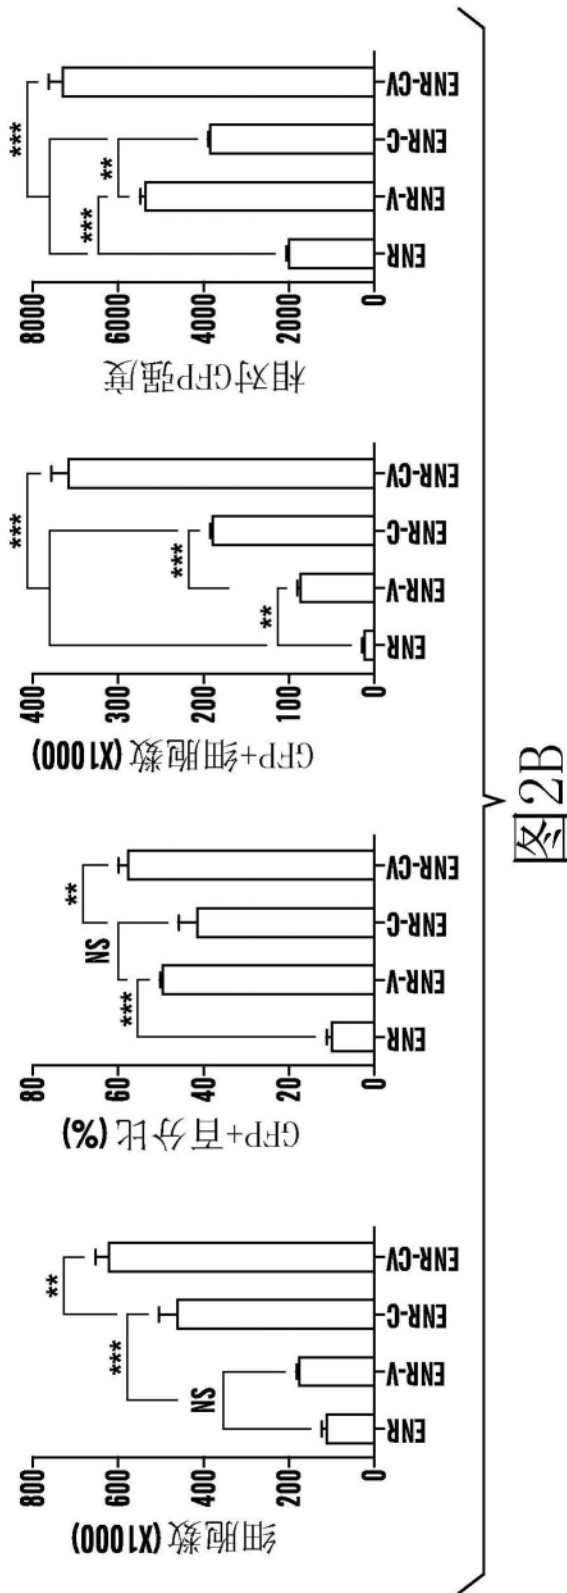 细胞数 (X1000)
800
600
400
200
0
NS
***
**
ENR
ENR-V
ENR-C
ENR-CV
GFP+百分比 (%)
80
60
40
20
0
***
NS
**
ENR
ENR-V
ENR-C
ENR-CV
GFP+细胞数 (X1000)
400
300
200
100
0
**
***
***
ENR
ENR-V
ENR-C
ENR-CV
相对GFP强度
8000
6000
4000
2000
0
***
**
***
ENR
ENR-V
ENR-C
ENR-CV
图2B